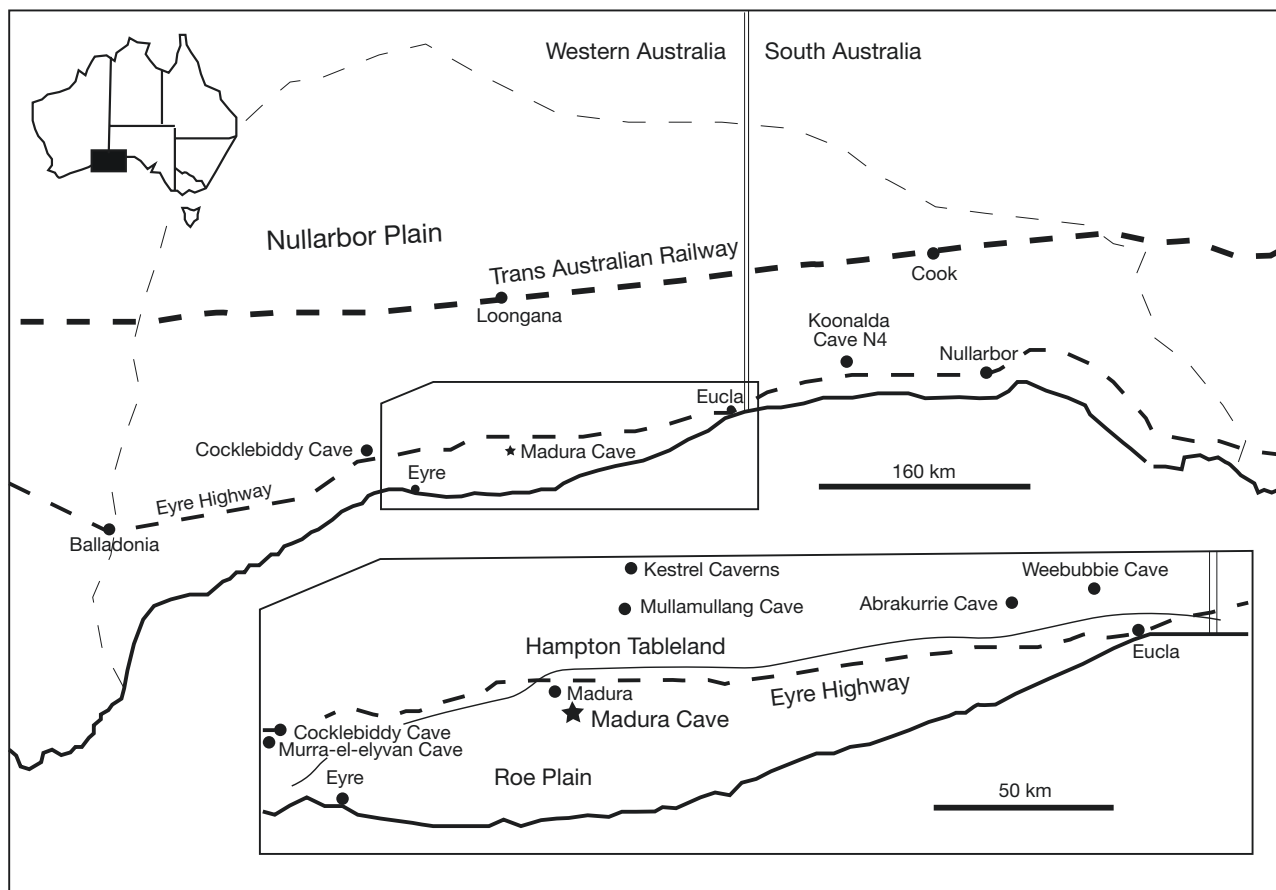 Western Australia
South Australia
Nullarbor Plain
Trans Australian Railway
Loongana
Cook
Koonalda
Cave N4
Nullarbor
Eucla
Cocklebiddy Cave
Madura Cave
Eyre
Eyre Highway
160 km
Balladonia
Kestrel Caverns
Weebubbie Cave
Mullamullang Cave
Abrakurrie Cave
Hampton Tableland
Eucla
Madura
Eyre Highway
Madura Cave
Cocklebiddy Cave
Murra-el-elyvan Cave
Eyre
Roe Plain
50 km